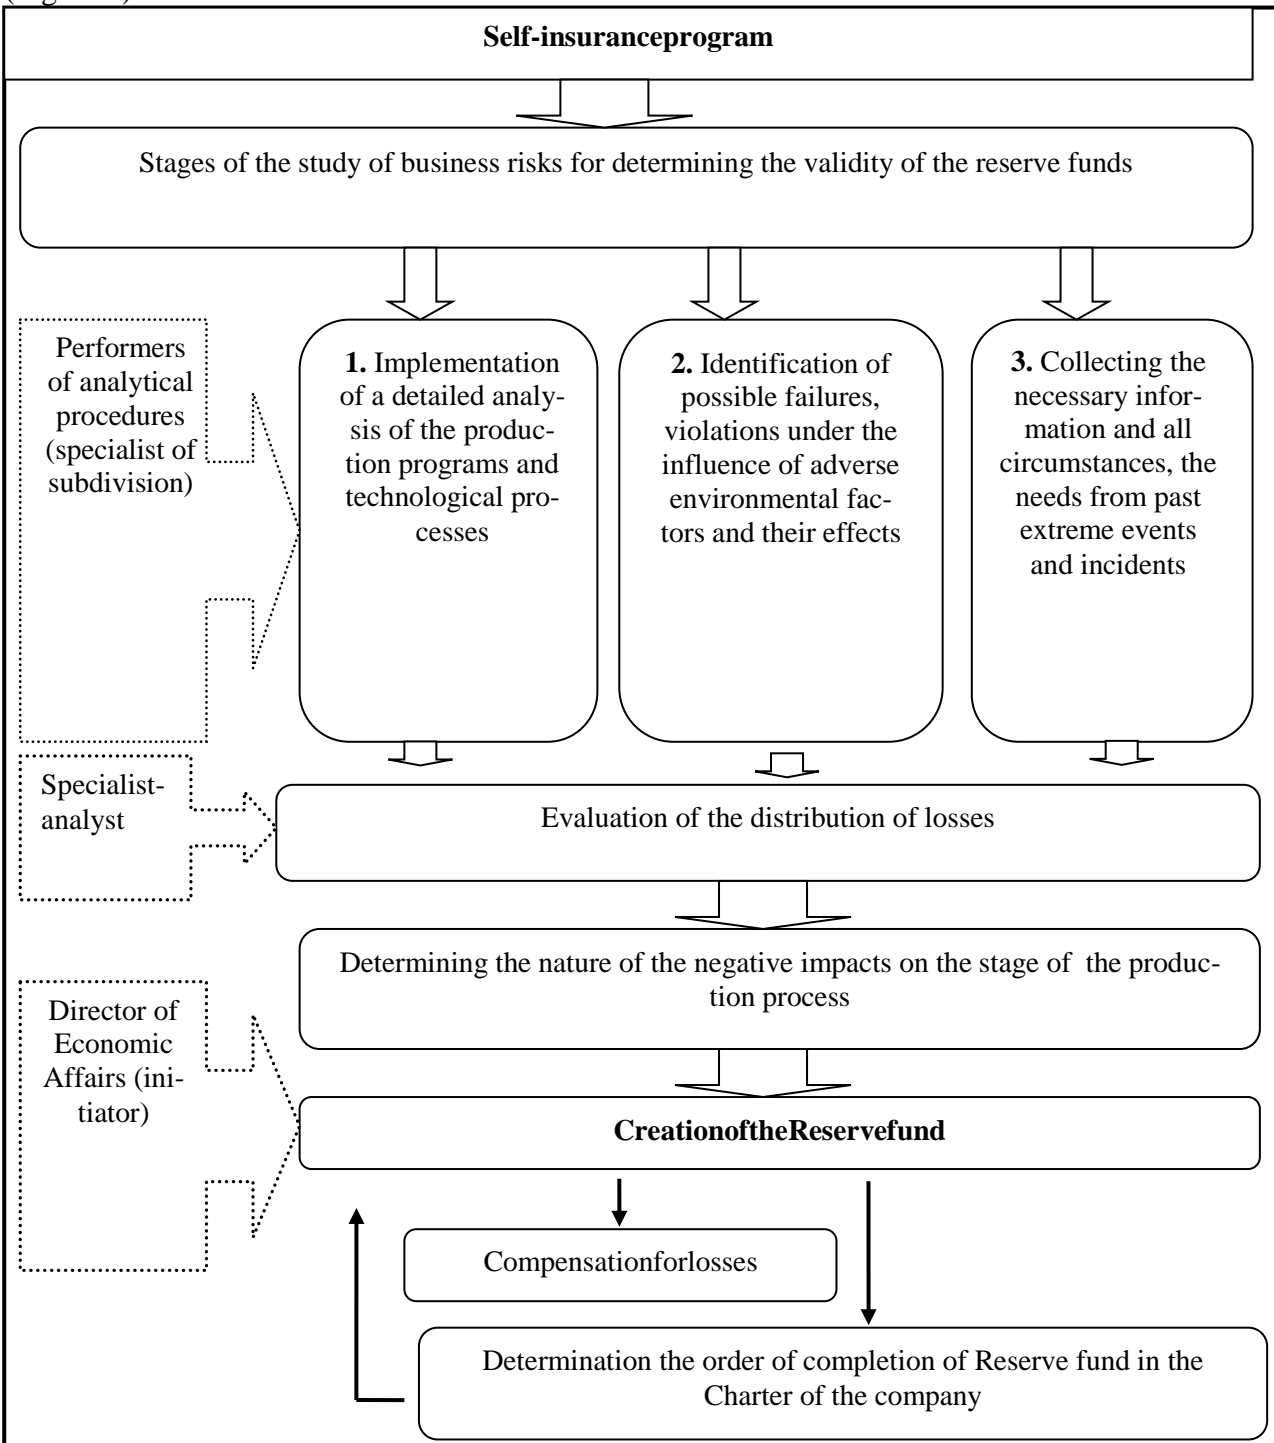 Self-insuranceprogram
Stages of the study of business risks for determining the validity of the reserve funds
Performers
of analytical
procedures
(specialist of
subdivision)
1. Implementation
of a detailed analy-
sis of the produc-
tion programs and
technological pro-
cesses
2. Identification of
possible failures,
violations under the
influence of adverse
environmental fac-
tors and their effects
3. Collecting the
necessary infor-
mation and all
circumstances, the
needs from past
extreme events
and incidents
Specialist-
analyst
Evaluation of the distribution of losses
Determining the nature of the negative impacts on the stage of the produc-
tion process
Director of
Economic
Affairs (ini-
tiator)
CreationoftheReservefund
Compensationforlosses
Determination the order of completion of Reserve fund in the
Charter of the company